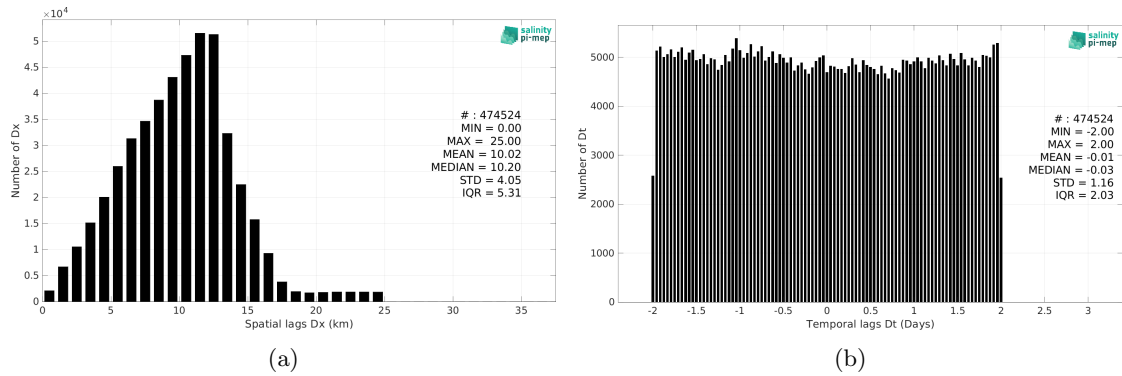 ×10⁴
5
4.5
4
3.5
3
2.5
2
1.5
1
0.5
0
Number of Dx
salinity
pi-mep
# : 474524
MIN = 0.00
MAX = 25.00
MEAN = 10.02
MEDIAN = 10.20
STD = 4.05
IQR = 5.31
0 5 10 15 20 25 30 35
Spatial lags Dx (km)
(a)
5000
4000
3000
2000
1000
0
Number of Dt
salinity
pi-mep
# : 474524
MIN = -2.00
MAX = 2.00
MEAN = -0.01
MEDIAN = -0.03
STD = 1.16
IQR = 2.03
-2 -1.5 -1 -0.5 0 0.5 1 1.5 2 2.5 3
Temporal lags Dt (Days)
(b)